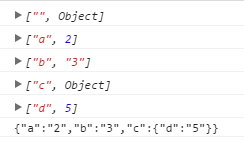 ["", Object]
["a", 2]
["b", "3"]
["c", Object]
["d", 5]
{"a":"2","b":"3","c":{"d":"5"}}